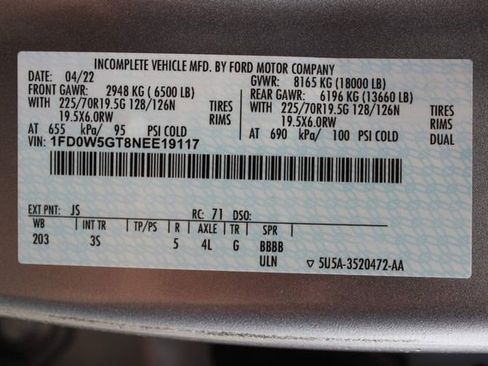 INCOMPLETE VEHICLE MFD. BY FORD MOTOR COMPANY
DATE: 04/22 GVWR: 8165 KG (18000 LB)
FRONT GAWR: 2948 KG ( 6500 LB) REAR GAWR: 6196 KG (13660 LB)
WITH 225/70R19.5G 128/126N TIRES WITH 225/70R19.5G 128/126N TIRES
19.5X6.0RW RIMS 19.5X6.0RW RIMS
AT 655 kPa/ 95 PSI COLD AT 690 kPa/ 100 PSI COLD DUAL
VIN: 1FD0W5GT8NEE19117
EXT PNT: JS RC: 71 DSO:
WB INT TR TP/PS R AXLE TR SPR
203 3S 5 4L G BBBB
ULN ▽ 5U5A-3520472-AA